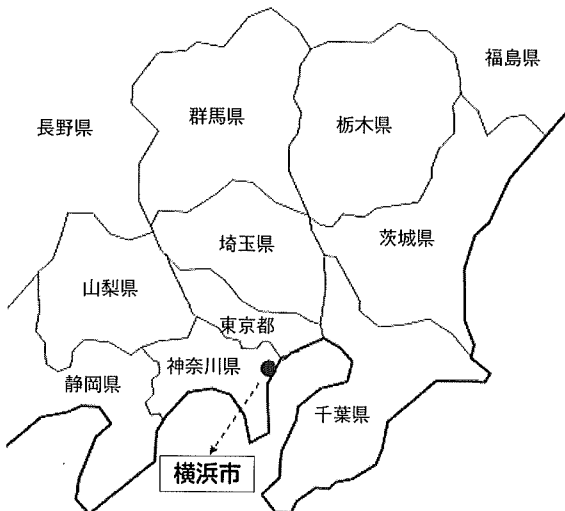 福島県
群馬県
長野県
栃木県
茨城県
埼玉県
山梨県
東京都
神奈川県
静岡県
千葉県
横浜市